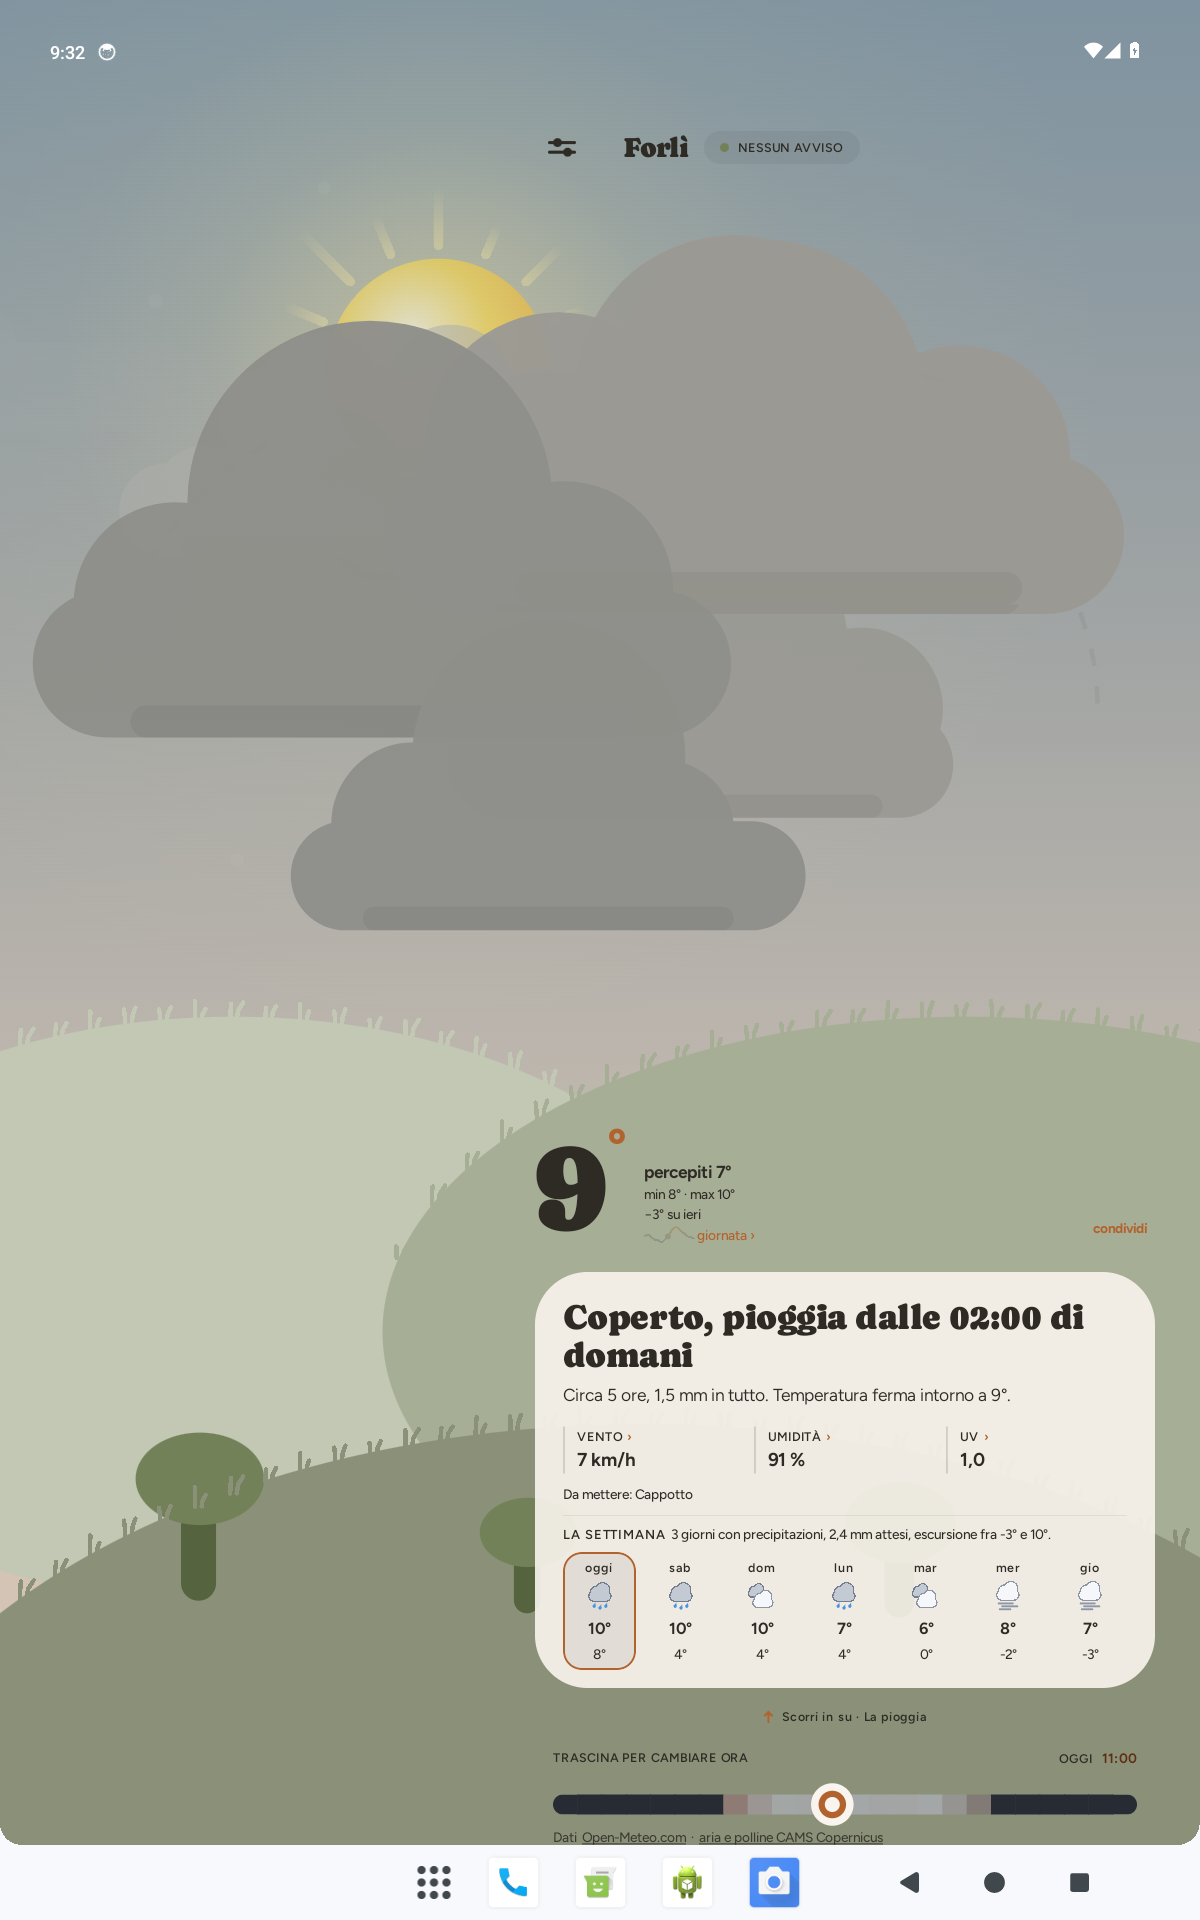 9:32
Forlì
NESSUN AVVISO
9°
percepiti 7°
min 8° · max 10°
−3° su ieri
giornata ›
condividi
Coperto, pioggia dalle 02:00 di
domani
Circa 5 ore, 1,5 mm in tutto. Temperatura ferma intorno a 9°.
VENTO › UMIDITÀ › UV ›
7 km/h 91 % 1,0
Da mettere: Cappotto
LA SETTIMANA 3 giorni con precipitazioni, 2,4 mm attesi, escursione fra -3° e 10°.
oggi sab dom lun mar mer gio
10° 10° 10° 7° 6° 8° 7°
8° 4° 4° 4° 0° -2° -3°
↑ Scorri in su · La pioggia
TRASCINA PER CAMBIARE ORA OGGI 11:00
Dati Open-Meteo.com · aria e polline CAMS Copernicus